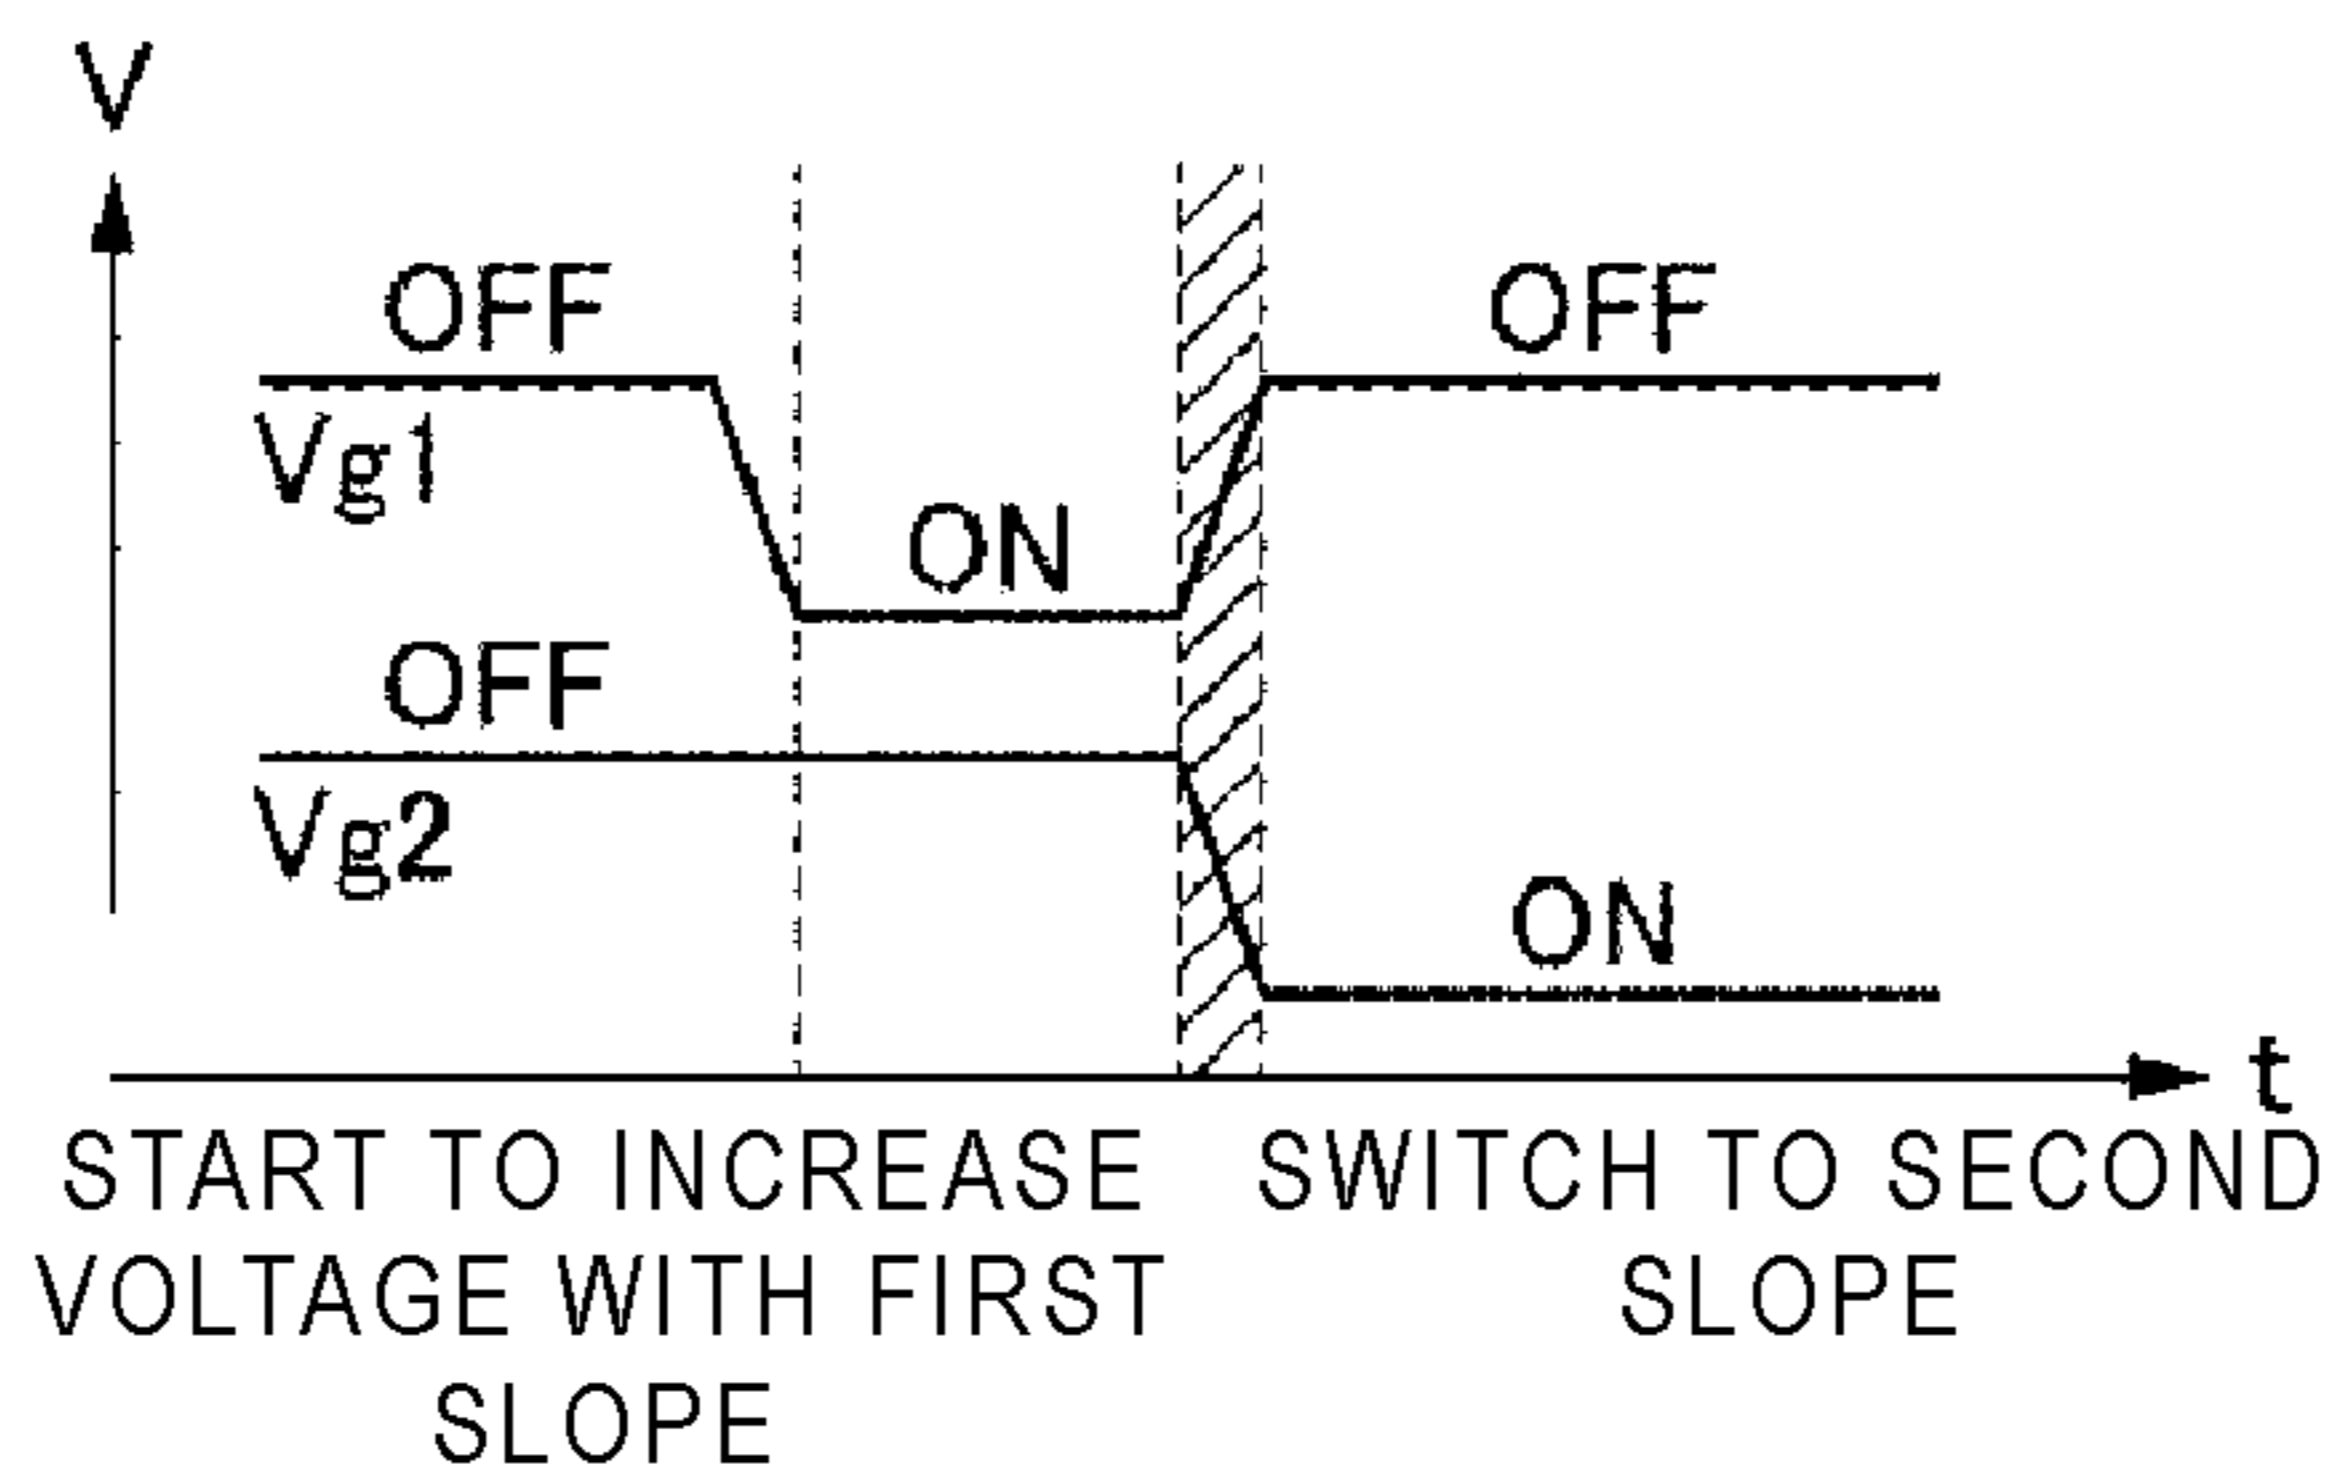 V
OFF
OFF
Vg1
ON
OFF
Vg2
ON
t
START TO INCREASE
VOLTAGE WITH FIRST
SLOPE
SWITCH TO SECOND
SLOPE